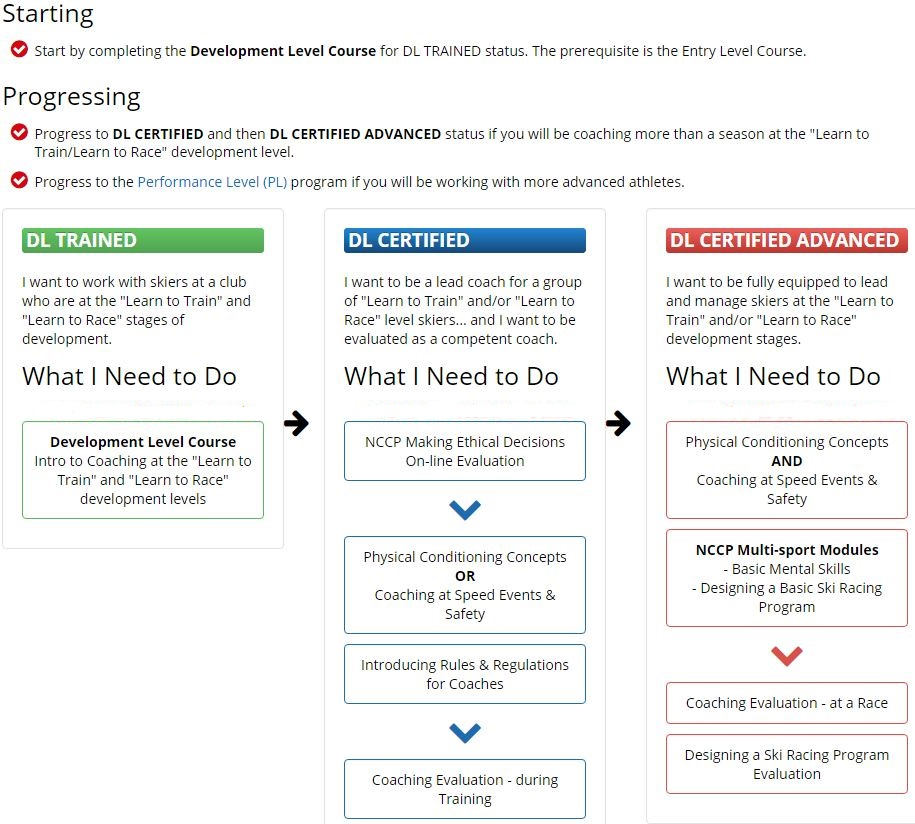 Starting
Start by completing the Development Level Course for DL TRAINED status. The prerequisite is the Entry Level Course.
Progressing
Progress to DL CERTIFIED and then DL CERTIFIED ADVANCED status if you will be coaching more than a season at the "Learn to
Train/Learn to Race" development level.
Progress to the Performance Level (PL) program if you will be working with more advanced athletes.
DL TRAINED
I want to work with skiers at a club
who are at the "Learn to Train" and
"Learn to Race" stages of
development.
What I Need to Do
Development Level Course
Intro to Coaching at the "Learn to
Train" and "Learn to Race"
development levels
DL CERTIFIED
I want to be a lead coach for a group
of "Learn to Train" and/or "Learn to
Race" level skiers... and I want to be
evaluated as a competent coach.
What I Need to Do
NCCP Making Ethical Decisions
On-line Evaluation
Physical Conditioning Concepts
OR
Coaching at Speed Events &
Safety
Introducing Rules & Regulations
for Coaches
Coaching Evaluation - during
Training
DL CERTIFIED ADVANCED
I want to be fully equipped to lead
and manage skiers at the "Learn to
Train" and/or "Learn to Race"
development stages.
What I Need to Do
Physical Conditioning Concepts
AND
Coaching at Speed Events &
Safety
NCCP Multi-sport Modules
- Basic Mental Skills
- Designing a Basic Ski Racing
Program
Coaching Evaluation - at a Race
Designing a Ski Racing Program
Evaluation